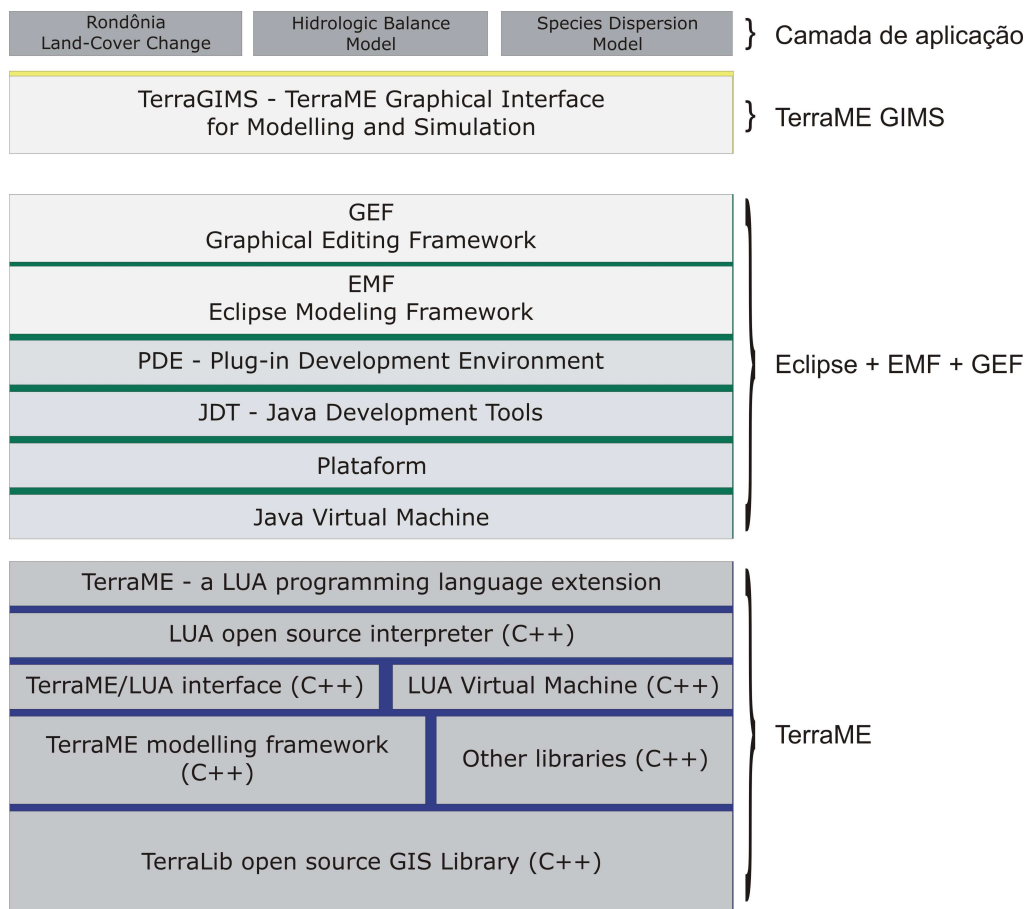 Rondônia
Land-Cover Change
Hidrologic Balance
Model
Species Dispersion
Model
} Camada de aplicação
TerraGIMS - TerraME Graphical Interface
for Modelling and Simulation
} TerraME GIMS
GEF
Graphical Editing Framework
EMF
Eclipse Modeling Framework
PDE - Plug-in Development Environment
JDT - Java Development Tools
Plataform
Java Virtual Machine
Eclipse + EMF + GEF
TerraME - a LUA programming language extension
LUA open source interpreter (C++)
TerraME/LUA interface (C++)
LUA Virtual Machine (C++)
TerraME modelling framework
(C++)
Other libraries (C++)
TerraLib open source GIS Library (C++)
TerraME